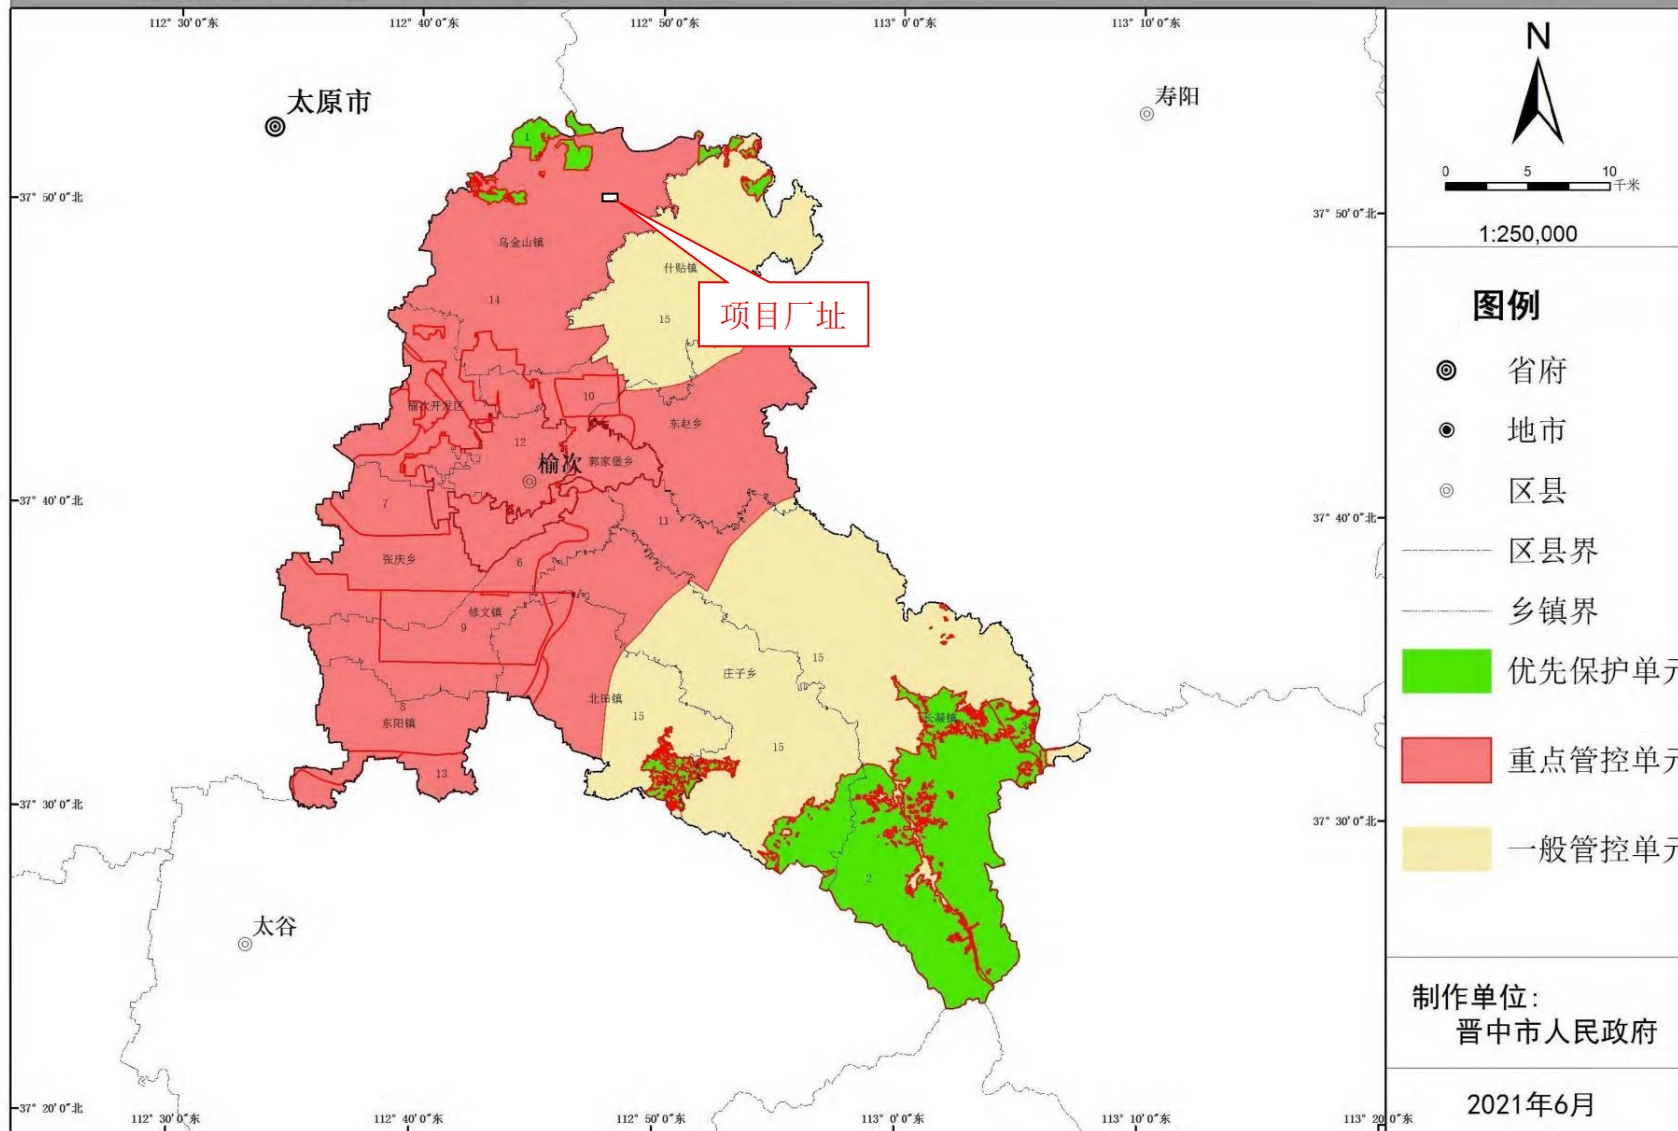 112° 30′0″东
112° 40′0″东
112° 50′0″东
113° 0′0″东
113° 10′0″东
太原市
寿阳
N
0
5
10
千米
1:250,000
37° 50′0″北
37° 50′0″北
1
乌金山镇
什贴镇
14
15
项目厂址
图例
省府
地市
区县
区县界
乡镇界
优先保护单元
重点管控单元
一般管控单元
榆次开发区
10
东赵乡
12
榆次
郭家堡乡
37° 40′0″北
37° 40′0″北
7
11
张庆乡
6
修文镇
9
15
庄子乡
北田镇
15
长凝镇
3
8
东阳镇
15
13
37° 30′0″北
37° 30′0″北
2
太谷
制作单位:
晋中市人民政府
2021年6月
37° 20′0″北
112° 30′0″东
112° 40′0″东
112° 50′0″东
113° 0′0″东
113° 10′0″东
113° 20′0″东